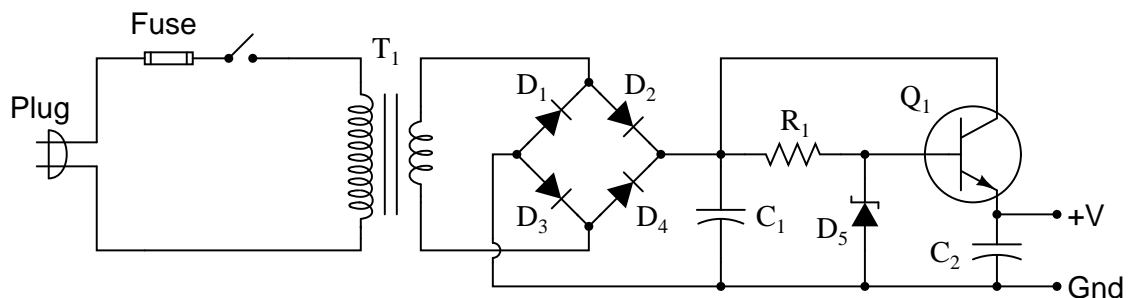 Fuse
T1
Plug
D1
D2
D3
D4
R1
C1
D5
Q1
C2
+V
Gnd